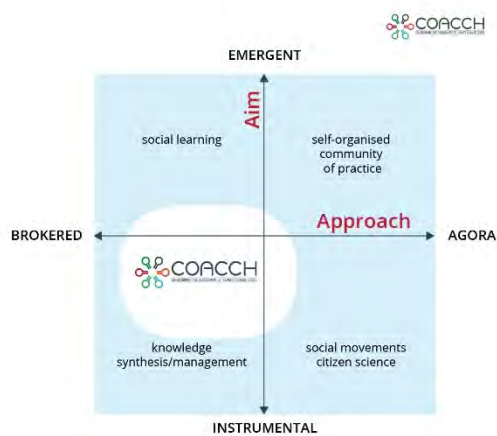 COACCH
EMERGENT
Aim
social learning
self-organised
community
of practice
Approach
BROKERED
AGORA
COACCH
knowledge
synthesis/management
social movements
citizen science
INSTRUMENTAL